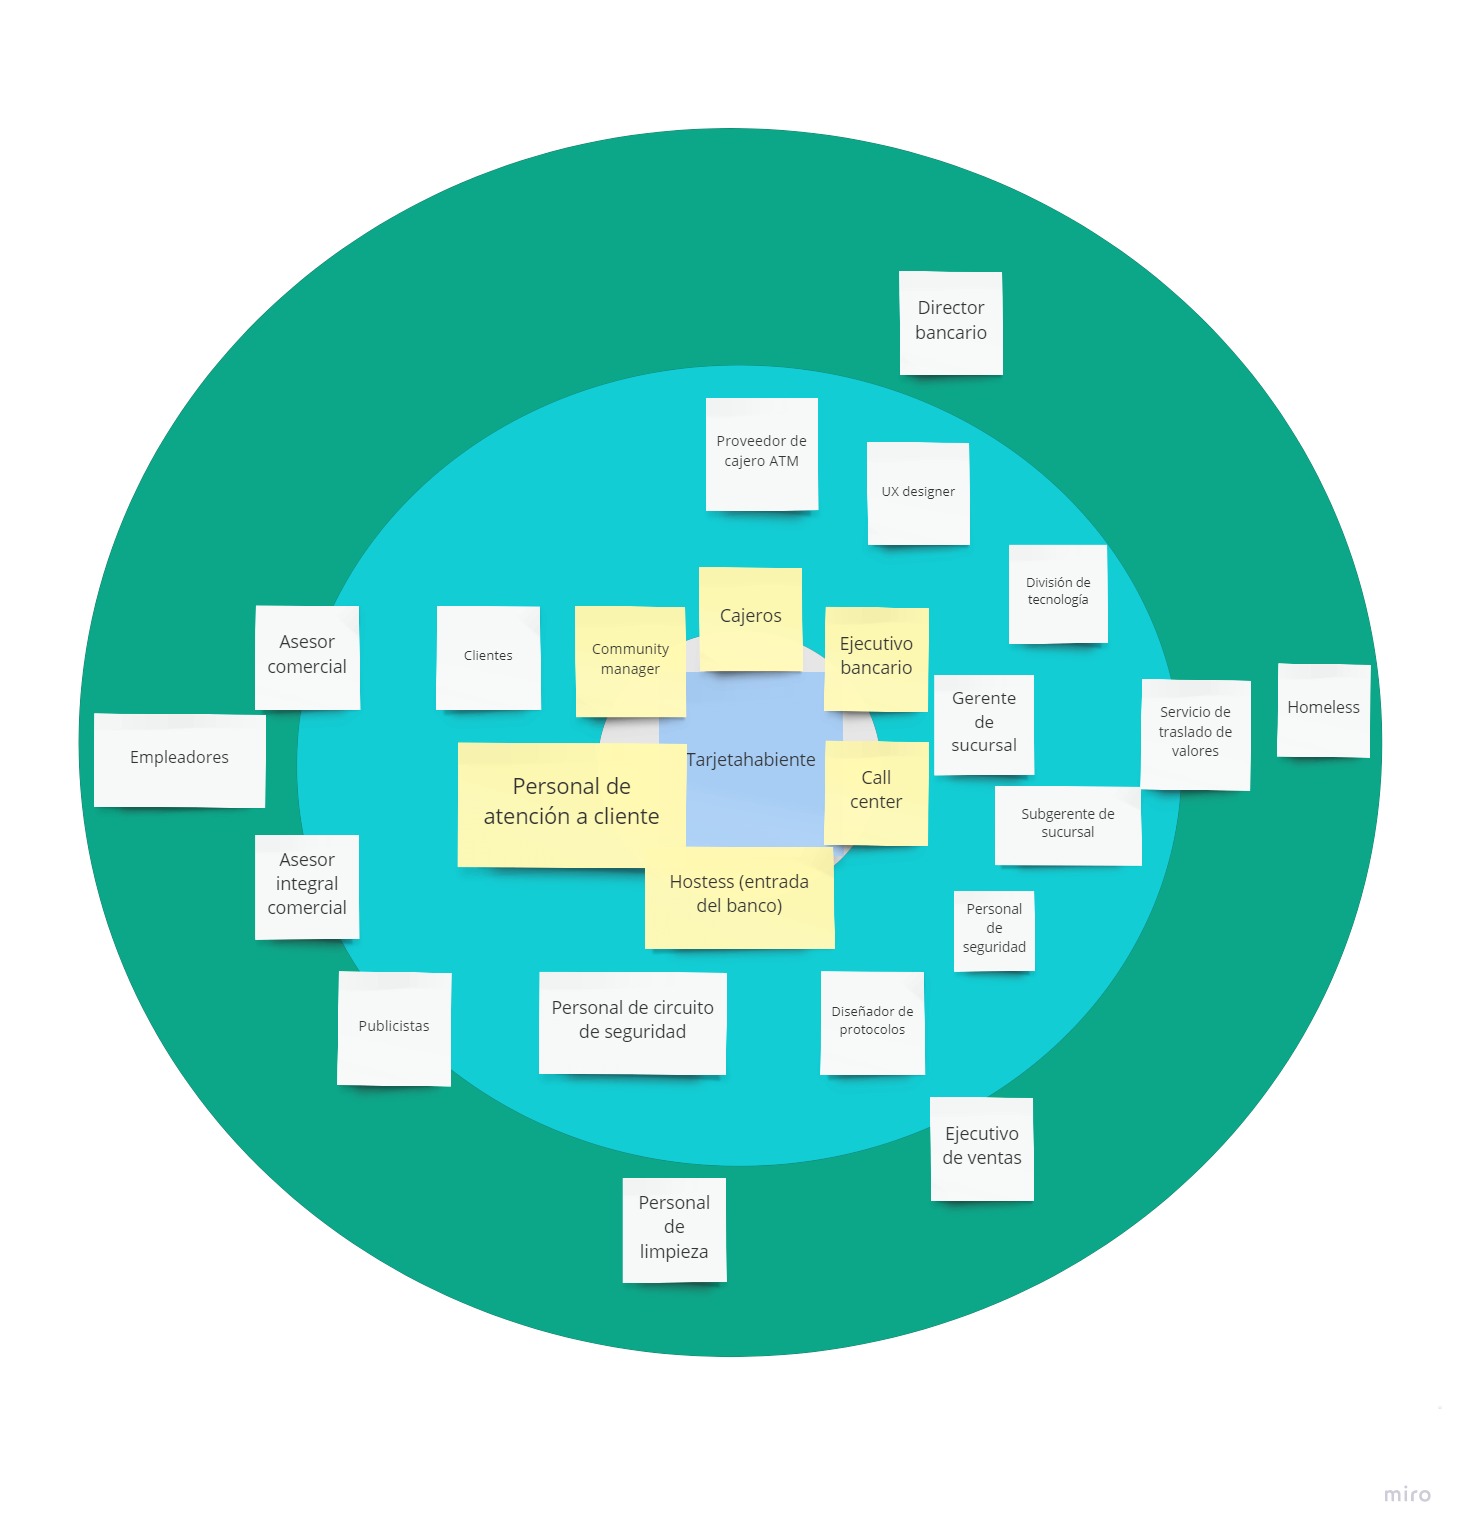 Director
bancario
Proveedor de
cajero ATM
UX designer
División de
tecnología
Cajeros
Community
manager
Ejecutivo
bancario
Clientes
Asesor
comercial
Empleadores
Gerente
de
sucursal
Servicio de
traslado de
valores
Homeless
Tarjetahabiente
Personal de
atención a cliente
Call
center
Subgerente de
sucursal
Asesor
integral
comercial
Hostess (entrada
del banco)
Personal
de
seguridad
Publicistas
Personal de circuito
de seguridad
Diseñador de
protocolos
Ejecutivo
de ventas
Personal
de
limpieza
miro